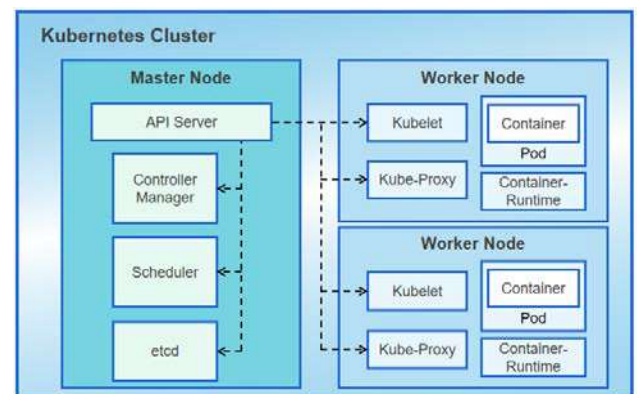 Kubernetes Cluster
Master Node
API Server
Controller
Manager
Scheduler
etcd
Worker Node
Kubelet
Kube-Proxy
Container
Pod
Container-
Runtime
Worker Node
Kubelet
Kube-Proxy
Container
Pod
Container-
Runtime